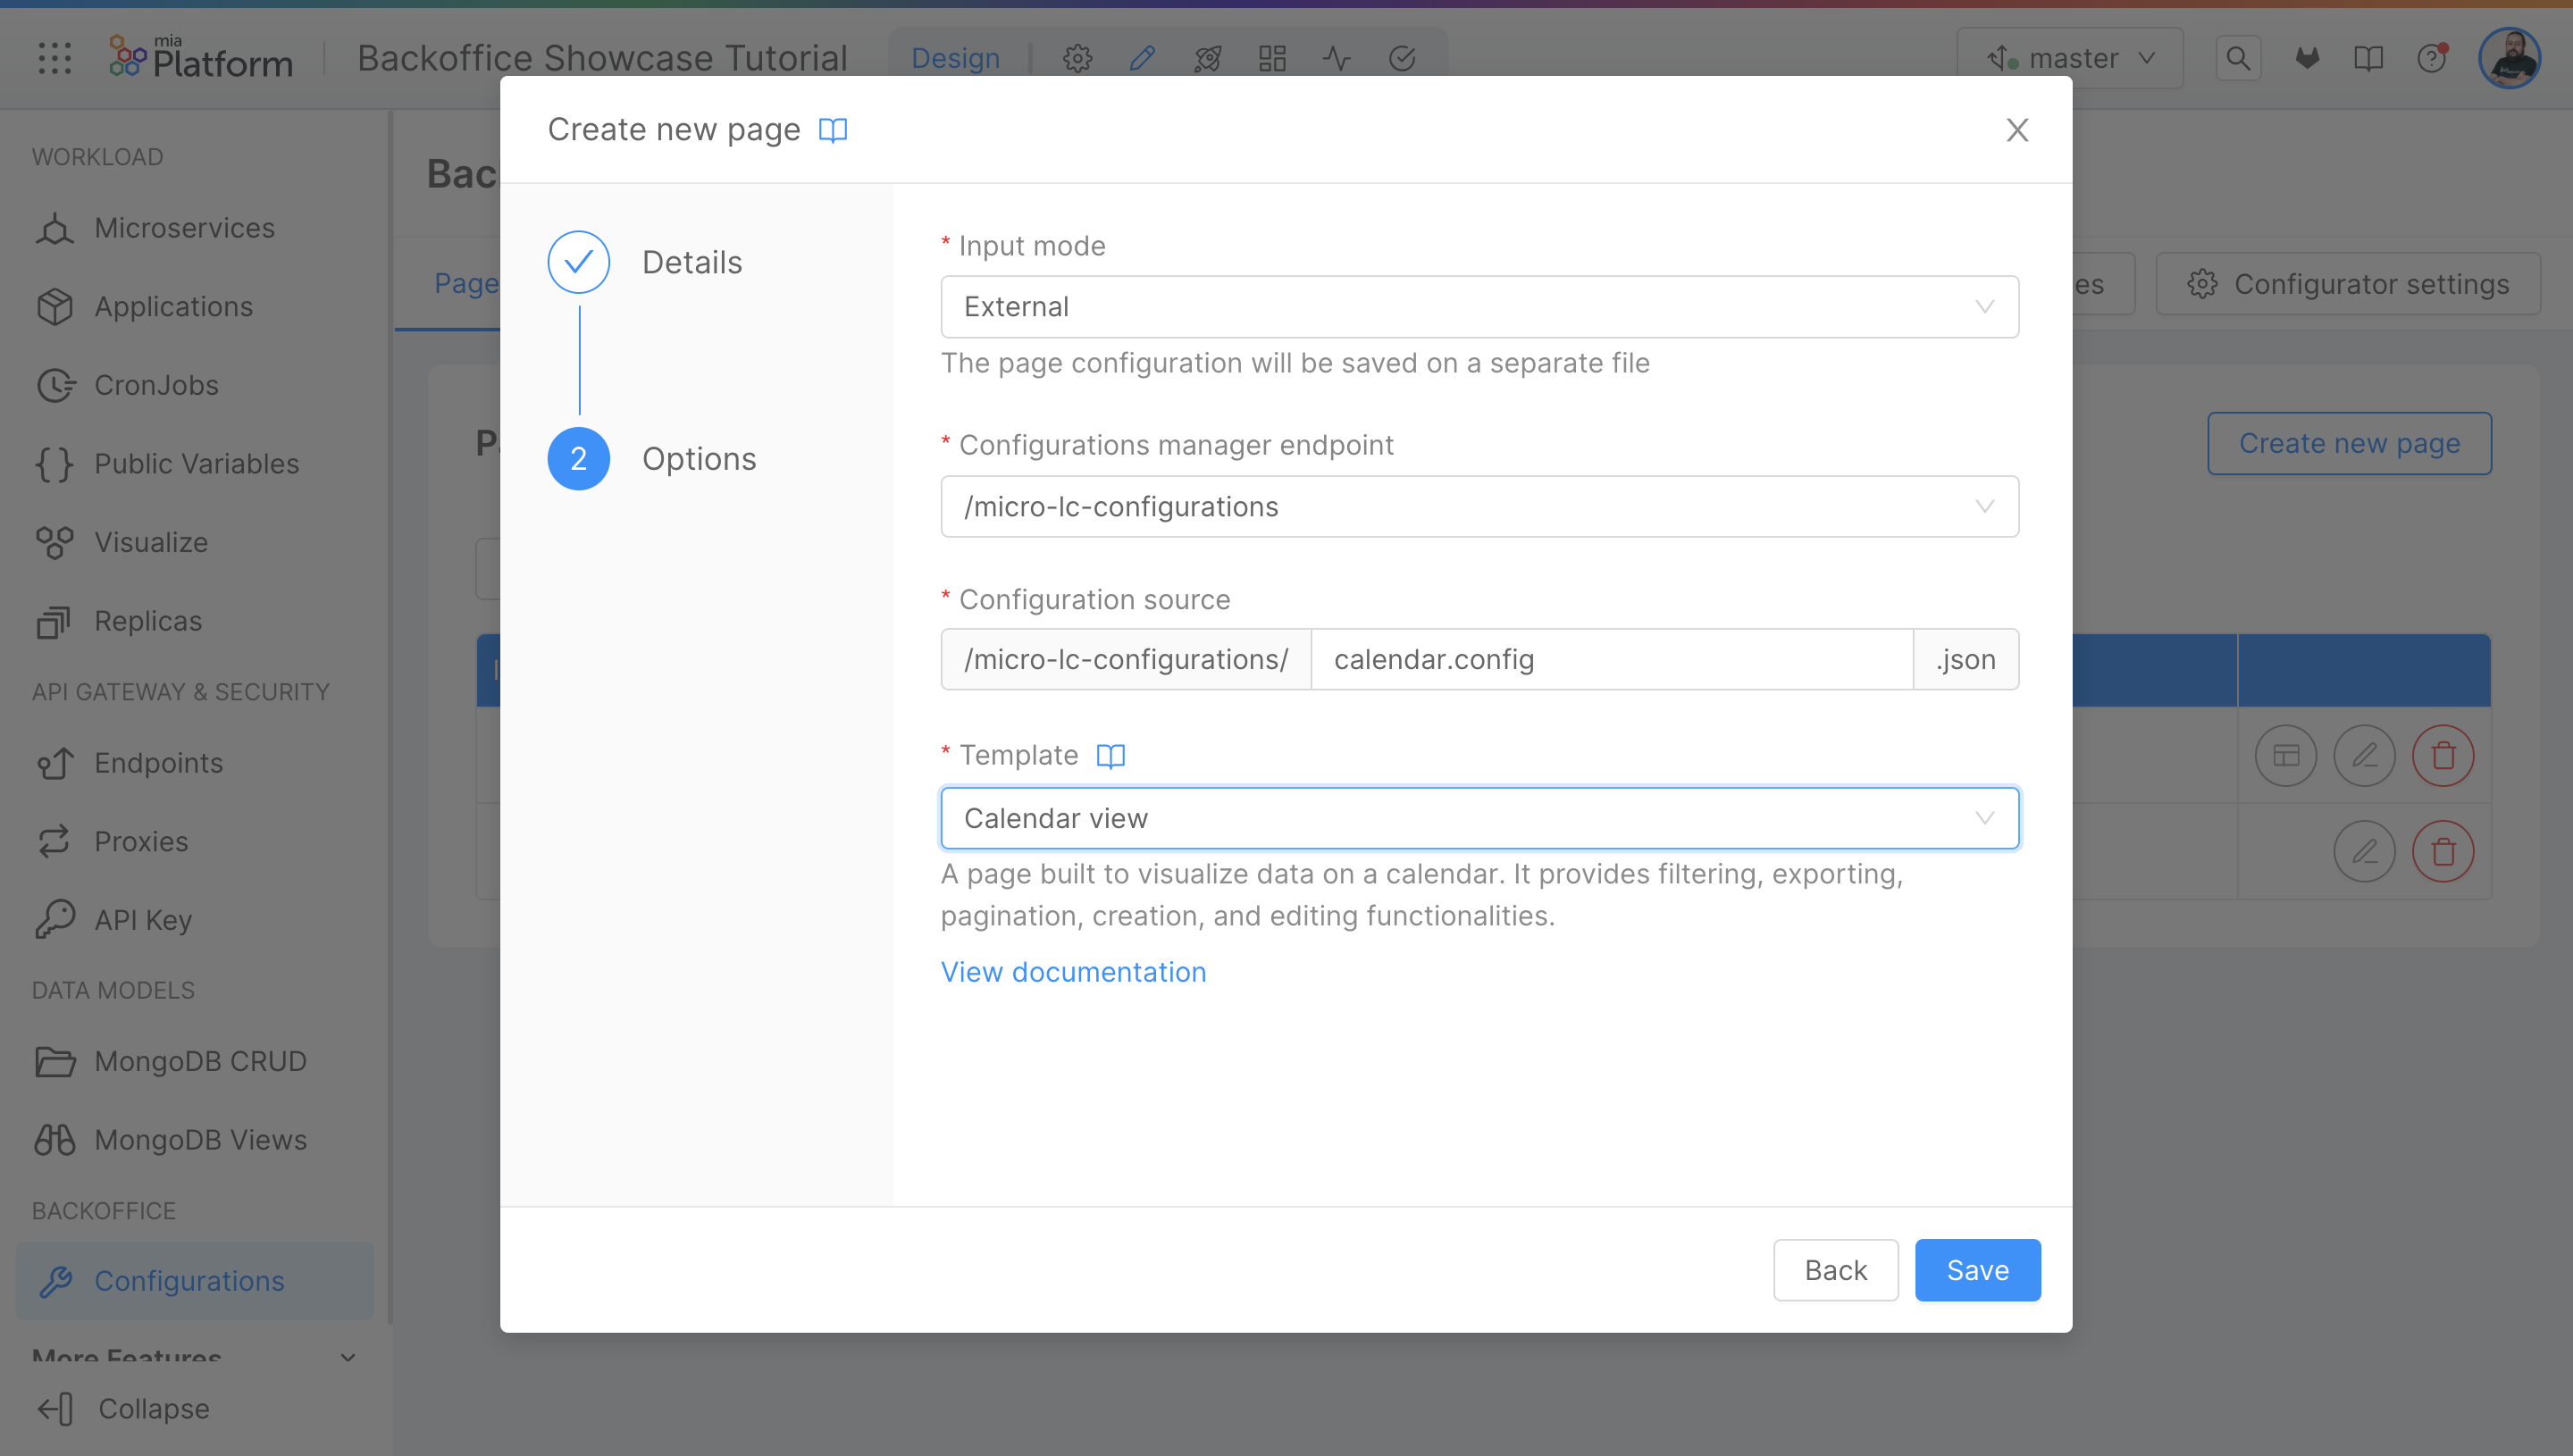 mia
Platform
Backoffice Showcase Tutorial
Design
master
WORKLOAD
Microservices
Applications
CronJobs
Public Variables
Visualize
Replicas
API GATEWAY & SECURITY
Endpoints
Proxies
API Key
DATA MODELS
MongoDB CRUD
MongoDB Views
BACKOFFICE
Configurations
More Features
Collapse
Bac
Page
es
Configurator settings
Create new page
Create new page
Details
2
Options
* Input mode
External
The page configuration will be saved on a separate file
* Configurations manager endpoint
/micro-lc-configurations
* Configuration source
/micro-lc-configurations/ calendar.config .json
* Template
Calendar view
A page built to visualize data on a calendar. It provides filtering, exporting,
pagination, creation, and editing functionalities.
View documentation
Back
Save